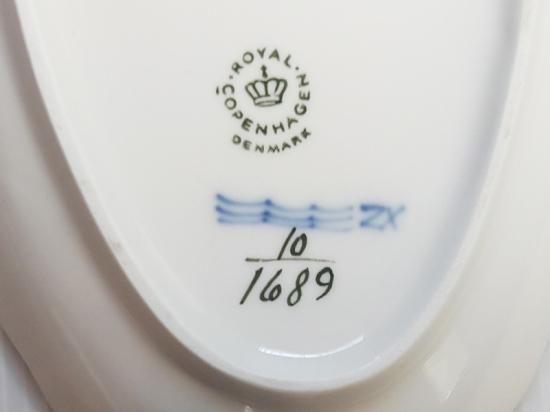 ROYAL
COPENHAGEN
DENMARK
ZX
10
1689